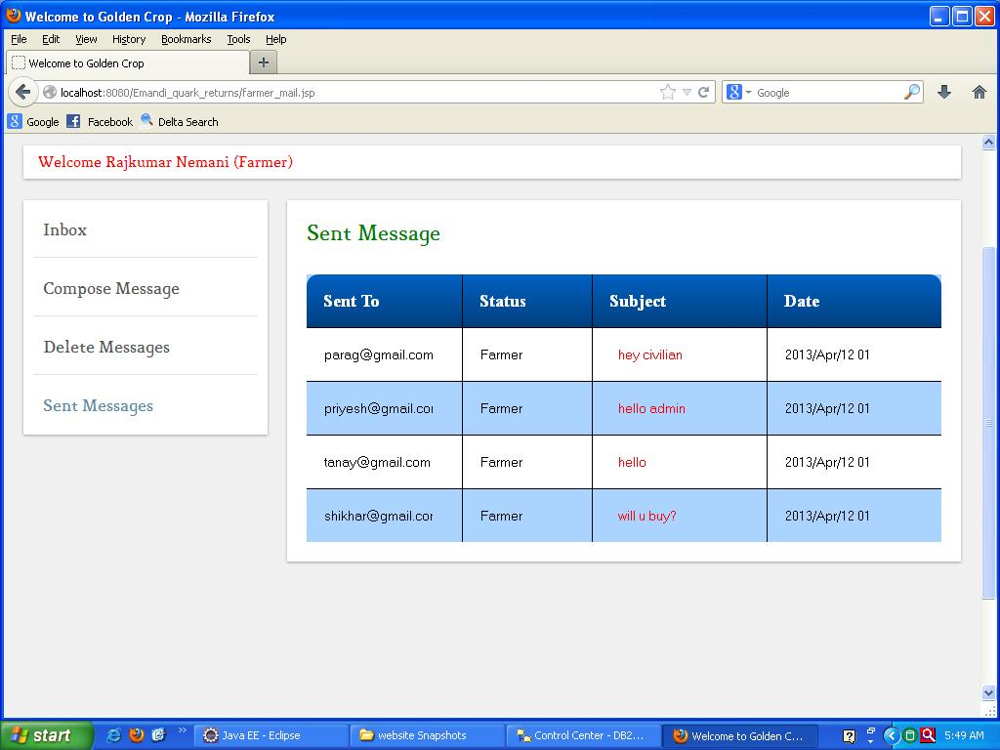 Welcome to Golden Crop - Mozilla Firefox
File Edit View History Bookmarks Tools Help
Welcome to Golden Crop
localhost:8080/Emandi_quark_returns/farmer_mail.jsp
Google
Google Facebook Delta Search
Welcome Rajkumar Nemani (Farmer)
Inbox
Compose Message
Delete Messages
Sent Messages
Sent Message
Sent To Status Subject Date
parag@gmail.com Farmer hey civilian 2013/Apr/12 01
priyesh@gmail.cor Farmer hello admin 2013/Apr/12 01
tanay@gmail.com Farmer hello 2013/Apr/12 01
shikhar@gmail.cor Farmer will u buy? 2013/Apr/12 01
start Java EE - Eclipse website Snapshots Control Center - DB2... Welcome to Golden C... 5:49 AM